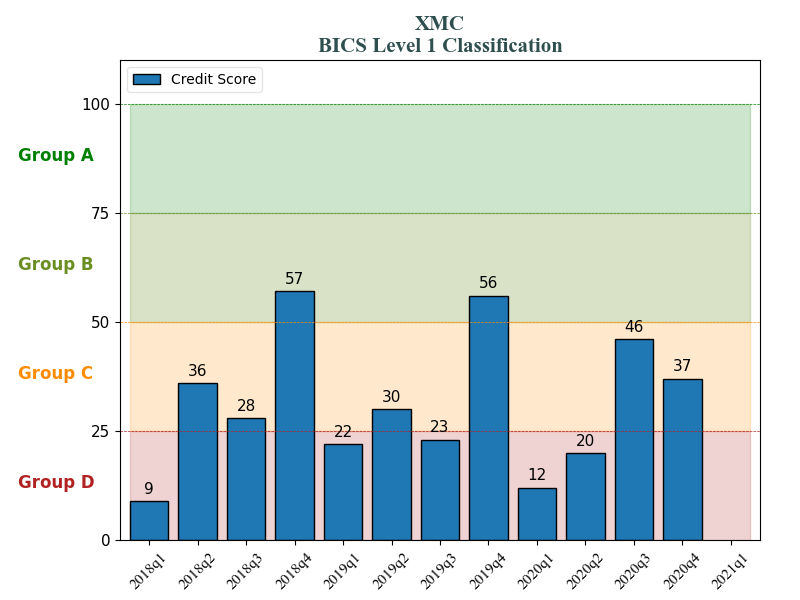 XMC
BICS Level 1 Classification
Credit Score
100
Group A
75
Group B
57
56
50
46
Group C
36
37
30
28
25
22
23
20
Group D
12
9
0
2018q1
2018q2
2018q3
2018q4
2019q1
2019q2
2019q3
2019q4
2020q1
2020q2
2020q3
2020q4
2021q1